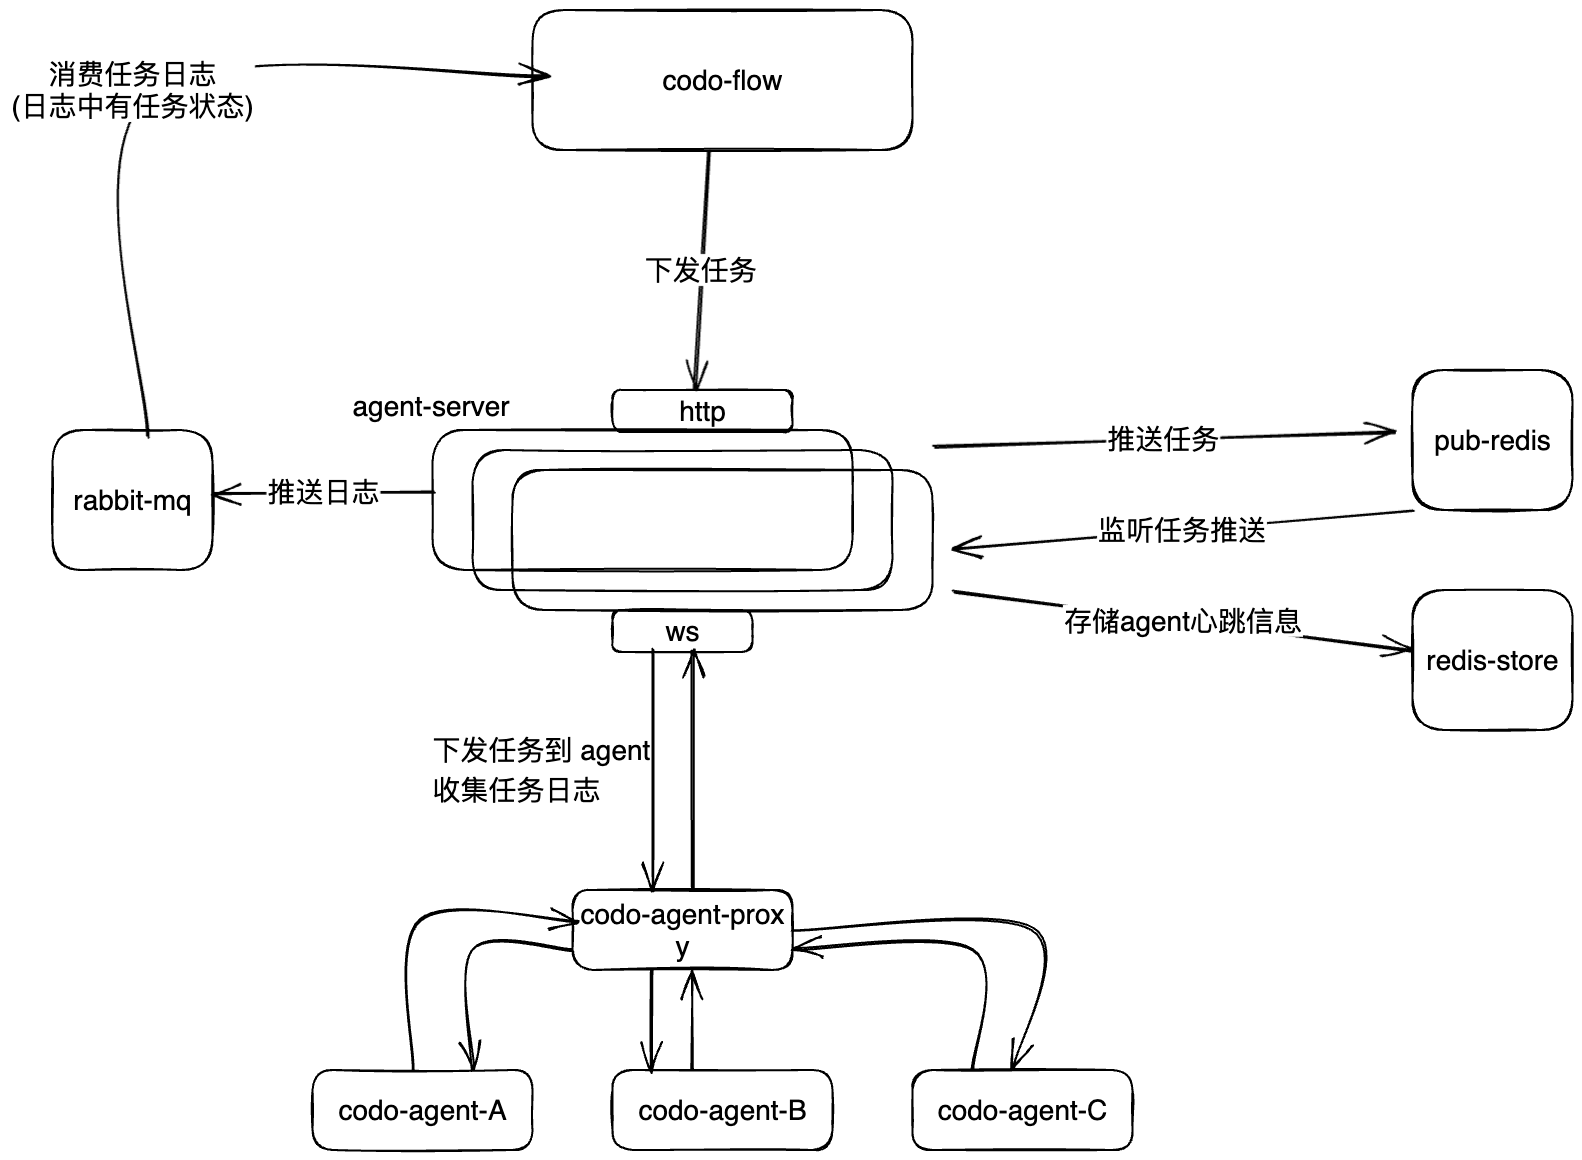 消费任务日志
(日志中有任务状态)
codo-flow
下发任务
agent-server
http
推送任务
pub-redis
rabbit-mq
推送日志
监听任务推送
存储agent心跳信息
redis-store
ws
下发任务到 agent
收集任务日志
codo-agent-prox
y
codo-agent-A
codo-agent-B
codo-agent-C